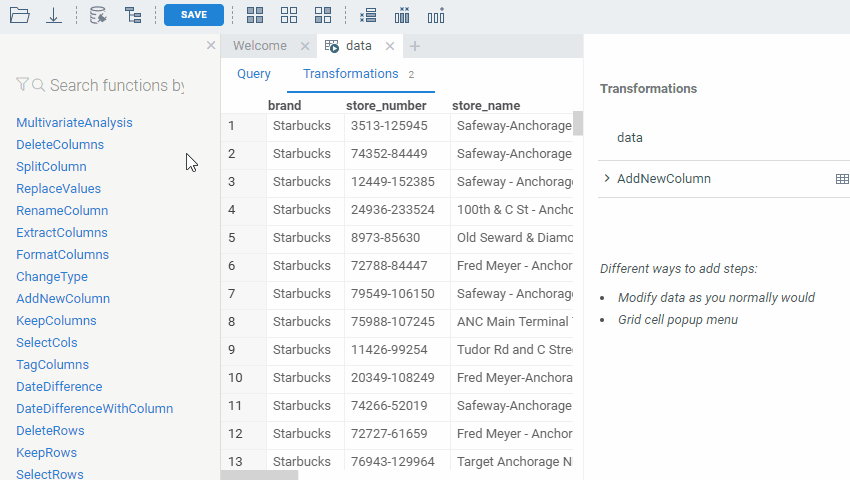 SAVE
Search functions by
MultivariateAnalysis
DeleteColumns
SplitColumn
ReplaceValues
RenameColumn
ExtractColumns
FormatColumns
ChangeType
AddNewColumn
KeepColumns
SelectCols
TagColumns
DateDifference
DateDifferenceWithColumn
DeleteRows
KeepRows
SelectRows
Welcome data
Query Transformations 2
brand store_number store_name
1 Starbucks 3513-125945 Safeway-Anchorage
2 Starbucks 74352-84449 Safeway-Anchorage
3 Starbucks 12449-152385 Safeway - Anchorag
4 Starbucks 24936-233524 100th & C St - Ancho
5 Starbucks 8973-85630 Old Seward & Diamo
6 Starbucks 72788-84447 Fred Meyer - Anchor
7 Starbucks 79549-106150 Safeway - Anchorag
8 Starbucks 75988-107245 ANC Main Terminal
9 Starbucks 11426-99254 Tudor Rd and C Stree
10 Starbucks 20349-108249 Fred Meyer-Anchora
11 Starbucks 74266-52019 Safeway-Anchorage
12 Starbucks 72727-61659 Fred Meyer - Anchor
13 Starbucks 76943-129964 Target Anchorage N
Transformations
data
AddNewColumn
Different ways to add steps:
• Modify data as you normally would
• Grid cell popup menu